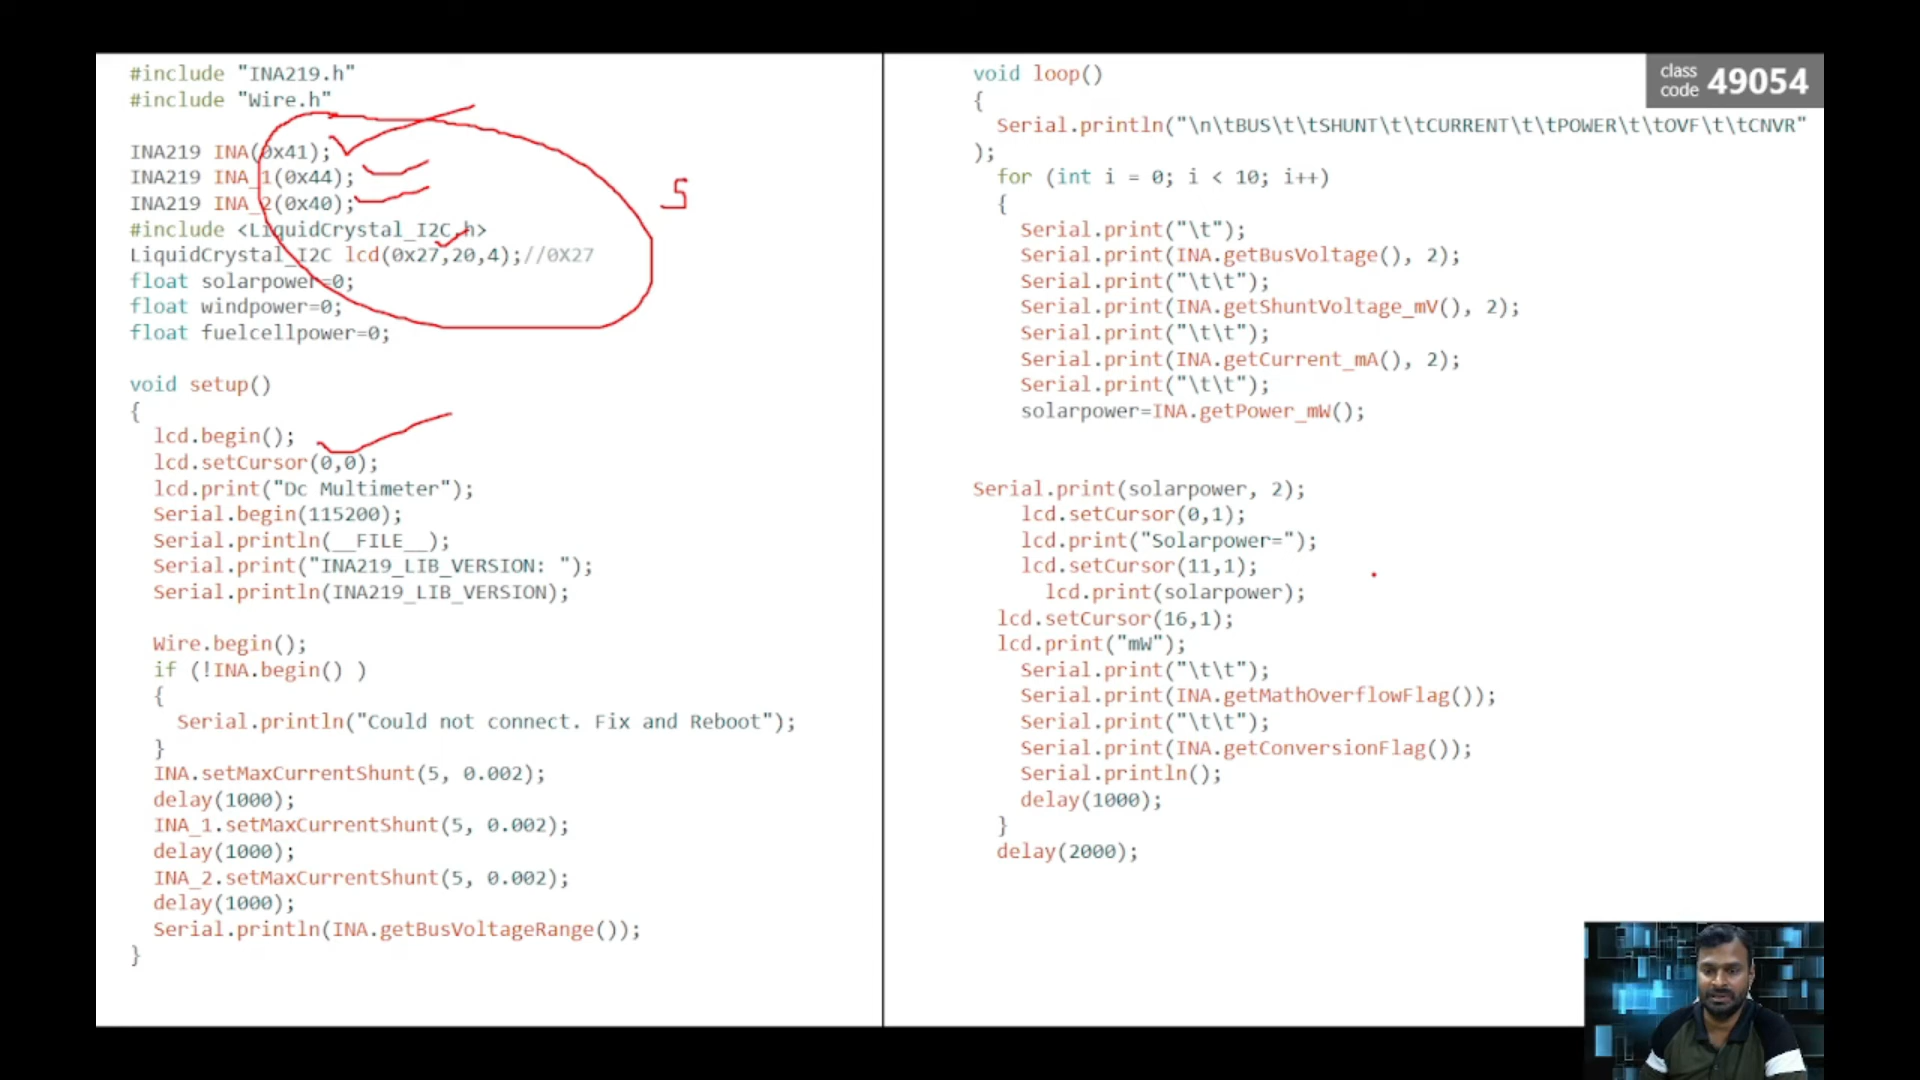 #include "INA219.h"
#include "Wire.h"
INA219 INA(0x41);
INA219 INA_1(0x44);
INA219 INA_2(0x40);
#include <LiquidCrystal_I2C.h>
LiquidCrystal_I2C lcd(0x27,20,4);//0X27
float solarpower=0;
float windpower=0;
float fuelcellpower=0;
void setup()
{
lcd.begin();
lcd.setCursor(0,0);
lcd.print("Dc Multimeter");
Serial.begin(115200);
Serial.println(__FILE__);
Serial.print("INA219_LIB_VERSION: ");
Serial.println(INA219_LIB_VERSION);
Wire.begin();
if (!INA.begin() )
{
Serial.println("Could not connect. Fix and Reboot");
}
INA.setMaxCurrentShunt(5, 0.002);
delay(1000);
INA_1.setMaxCurrentShunt(5, 0.002);
delay(1000);
INA_2.setMaxCurrentShunt(5, 0.002);
delay(1000);
Serial.println(INA.getBusVoltageRange());
}
5
void loop()
{
Serial.println("\n\tBUS\t\tSHUNT\t\tCURRENT\t\tPOWER\t\tOVF\t\tCNVR"
);
for (int i = 0; i < 10; i++)
{
Serial.print("\t");
Serial.print(INA.getBusVoltage(), 2);
Serial.print("\t\t");
Serial.print(INA.getShuntVoltage_mV(), 2);
Serial.print("\t\t");
Serial.print(INA.getCurrent_mA(), 2);
Serial.print("\t\t");
solarpower=INA.getPower_mW();
Serial.print(solarpower, 2);
lcd.setCursor(0,1);
lcd.print("Solarpower=");
lcd.setCursor(11,1);
lcd.print(solarpower);
lcd.setCursor(16,1);
lcd.print("mW");
Serial.print("\t\t");
Serial.print(INA.getMathOverflowFlag());
Serial.print("\t\t");
Serial.print(INA.getConversionFlag());
Serial.println();
delay(1000);
}
delay(2000);
class code 49054